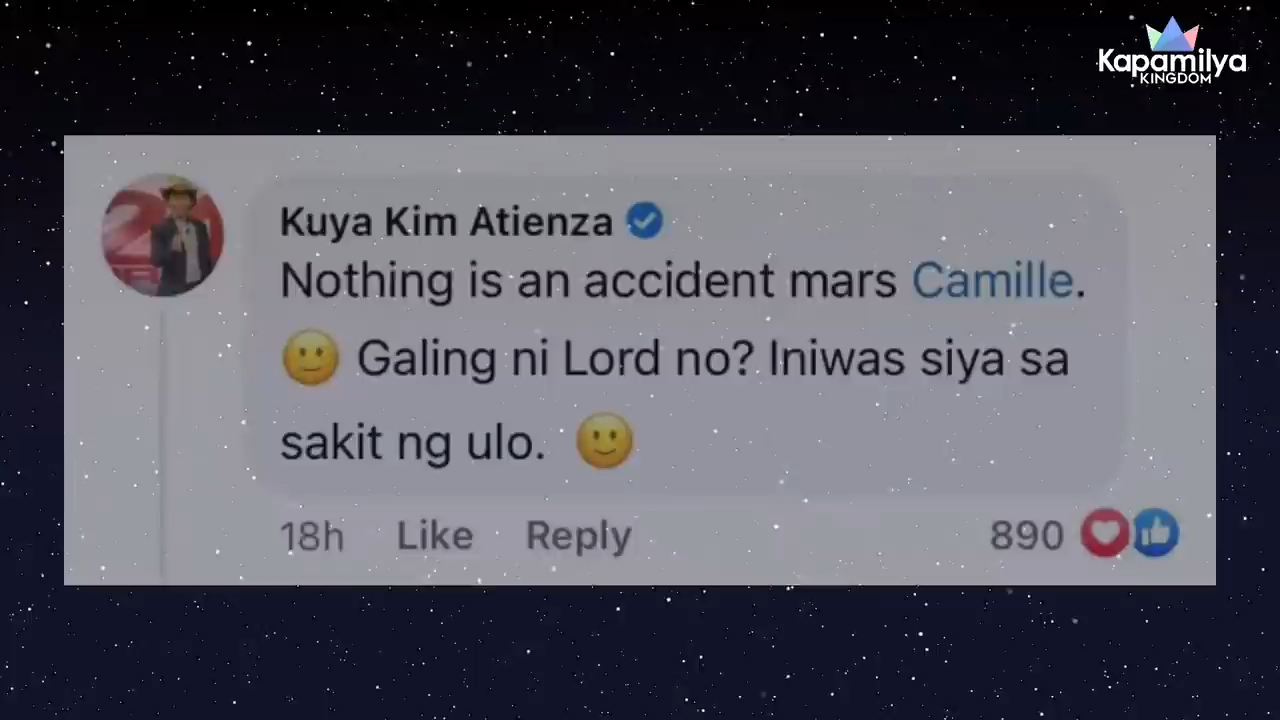 Kapamilya
KINGDOM
Kuya Kim Atienza
Nothing is an accident mars Camille.
🙂 Galing ni Lord no? Iniwas siya sa
sakit ng ulo. 🙂
18h Like Reply 890